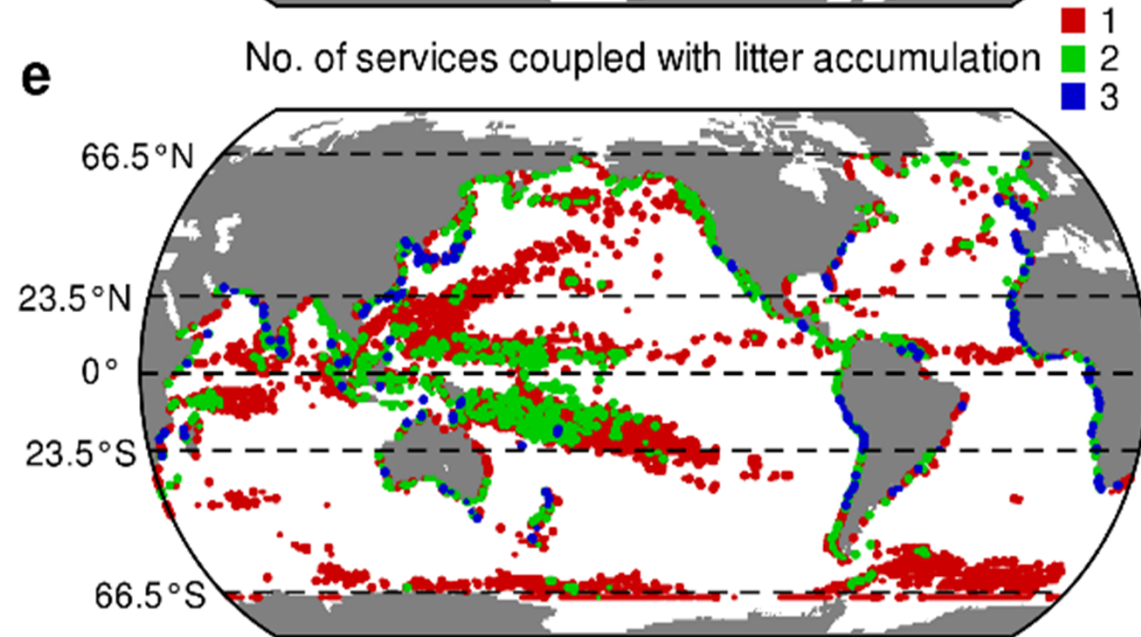 1
e No. of services coupled with litter accumulation 2
3
66.5°N
23.5°N
0°
23.5°S
66.5°S